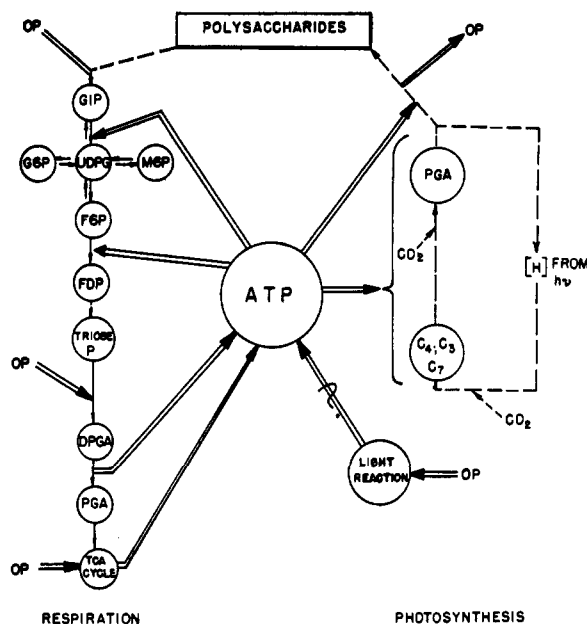 OP
POLYSACCHARIDES
OP
G1P
G6P
UDPG
M6P
PGA
F6P
CO2
[H] FROM
hν
FDP
ATP
TRIOSE
P
C4; C3
C7
OP
CO2
DPGA
LIGHT
REACTION
OP
PGA
OP
TCA
CYCLE
RESPIRATION
PHOTOSYNTHESIS